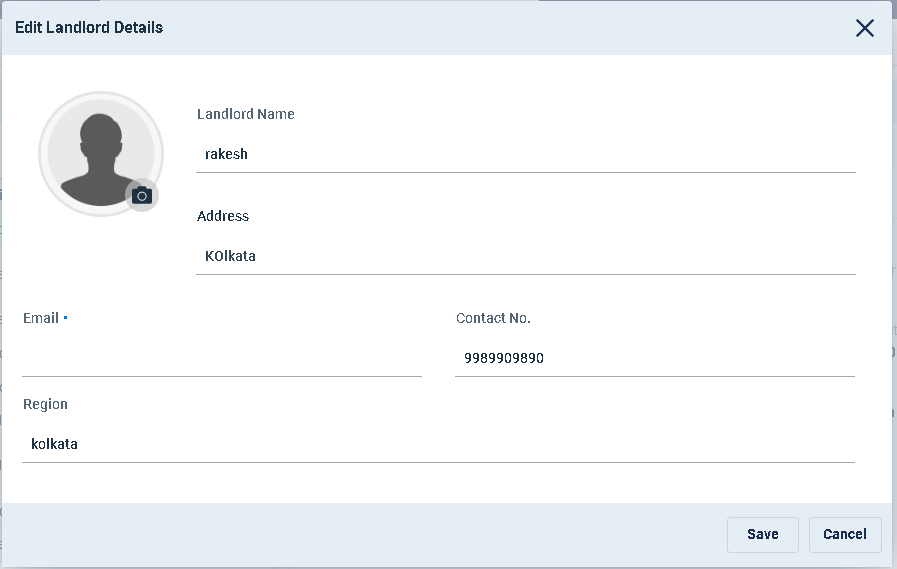 Edit Landlord Details
Landlord Name
rakesh
Address
KOlkata
Email
Contact No.
9989909890
Region
kolkata
Save
Cancel